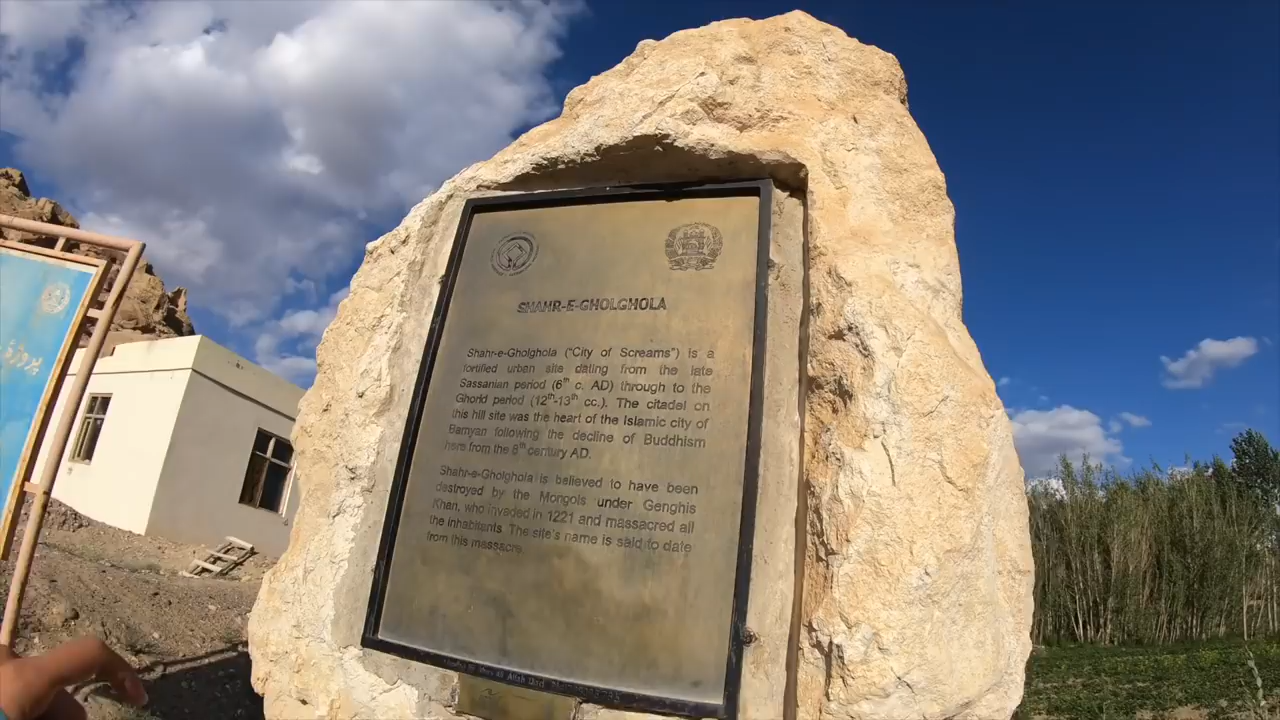 SHAHR-E-GHOLGHOLA
Shahr-e-Gholghola ("City of Screams") is a
fortified urban site dating from the late
Sassanian period (6th c. AD) through to the
Ghorid period (12th-13th cc.). The citadel on
this hill site was the heart of the Islamic city of
Bamyan following the decline of Buddhism
here from the 8th century AD.
Shahr-e-Gholghola is believed to have been
destroyed by the Mongols under Genghis
Khan, who invaded in 1221 and massacred all
the inhabitants. The site's name is said to date
from this massacre.